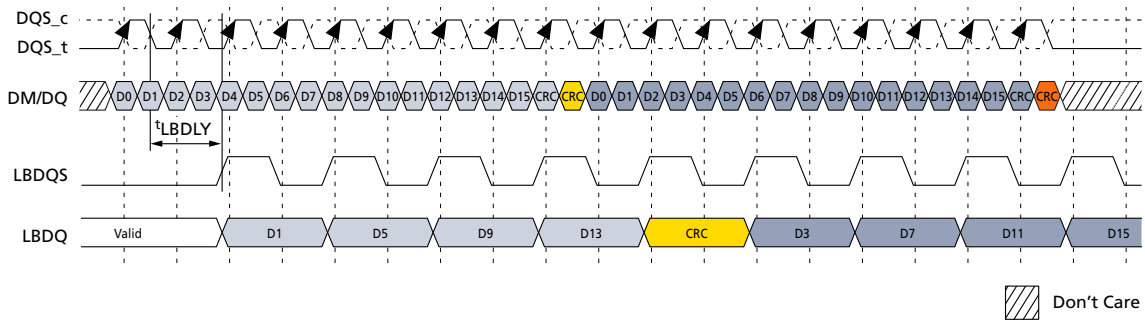 DQS_c
DQS_t
DM/DQ D0 D1 D2 D3 D4 D5 D6 D7 D8 D9 D10 D11 D12 D13 D14 D15 CRC CRC D0 D1 D2 D3 D4 D5 D6 D7 D8 D9 D10 D11 D12 D13 D14 D15 CRC CRC
tLBDLY
LBDQS
LBDQ Valid D1 D5 D9 D13 CRC D3 D7 D11 D15
Don't Care